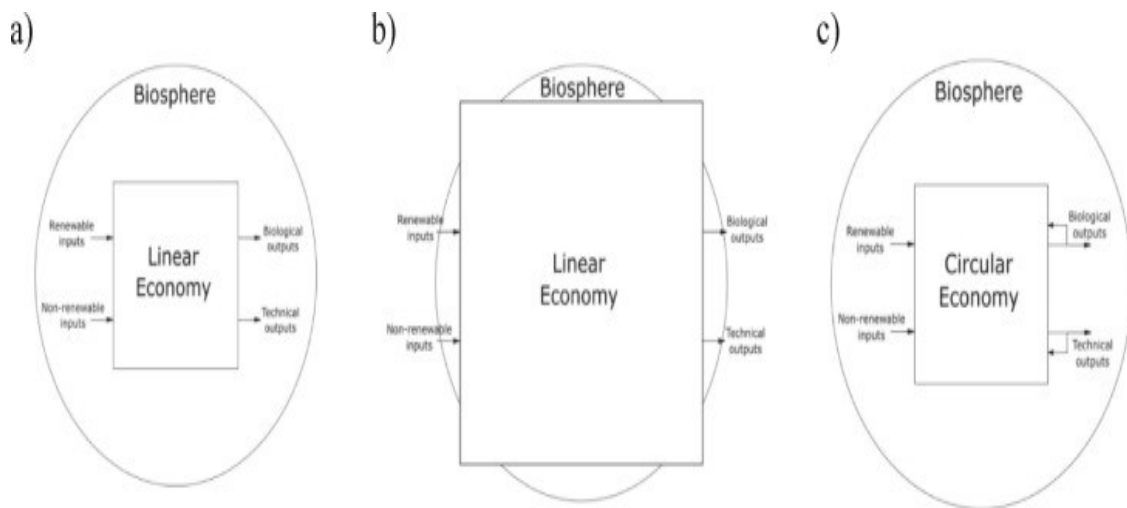 a)
Biosphere
Renewable
inputs
Non-renewable
inputs
Linear
Economy
Biological
outputs
Technical
outputs
b)
Biosphere
Renewable
inputs
Non-renewable
inputs
Linear
Economy
Biological
outputs
Technical
outputs
c)
Biosphere
Renewable
inputs
Non-renewable
inputs
Circular
Economy
Biological
outputs
Technical
outputs